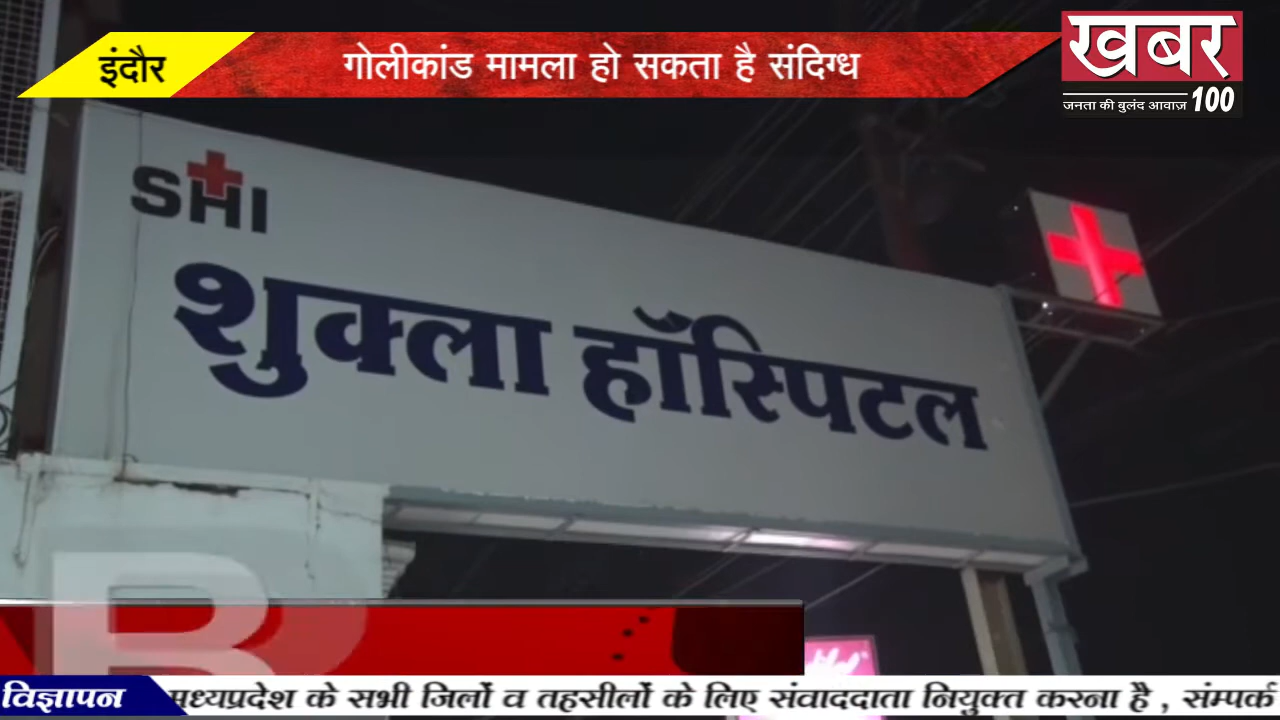 इंदौर
गोलीकांड मामला हो सकता है संदिग्ध
खबर
जनता की बुलंद आवाज़ 100
SHI
शुक्ला हॉस्पिटल
B
विज्ञापन
मध्यप्रदेश के सभी जिलों व तहसीलों के लिए संवाददाता नियुक्त करना है , संम्पर्क